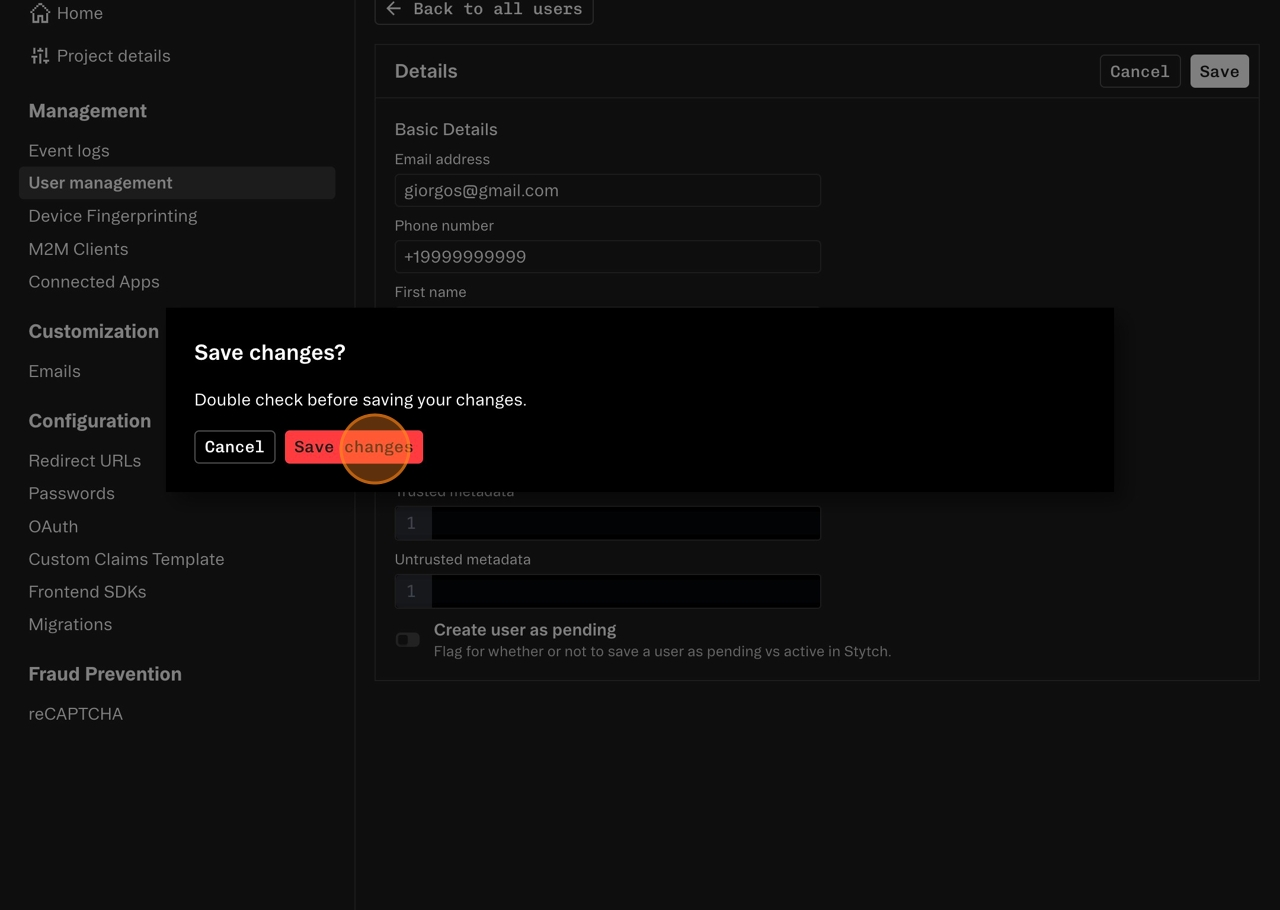 Home
Project details
Management
Event logs
User management
Device Fingerprinting
M2M Clients
Connected Apps
Customization
Emails
Configuration
Redirect URLs
Passwords
OAuth
Custom Claims Template
Frontend SDKs
Migrations
Fraud Prevention
reCAPTCHA
Back to all users
Details
Cancel
Save
Basic Details
Email address
giorgos@gmail.com
Phone number
+19999999999
First name
Save changes?
Double check before saving your changes.
Cancel
Save changes
Trusted metadata
1
Untrusted metadata
1
Create user as pending
Flag for whether or not to save a user as pending vs active in Stytch.